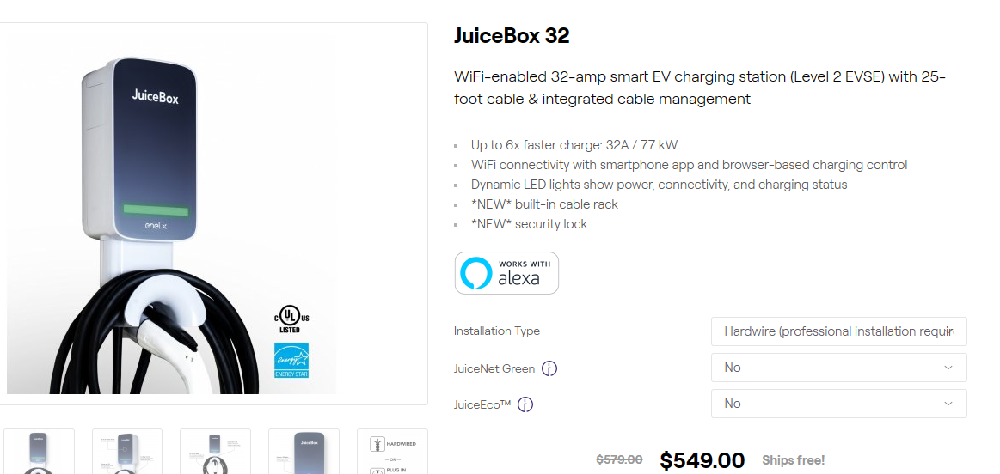 JuiceBox
enel x
C UL US
LISTED
energy
ENERGY STAR
HARDWIRED
— OR —
PLUG IN
JuiceBox
JuiceBox 32
WiFi-enabled 32-amp smart EV charging station (Level 2 EVSE) with 25-
foot cable & integrated cable management
Up to 6x faster charge: 32A / 7.7 kW
WiFi connectivity with smartphone app and browser-based charging control
Dynamic LED lights show power, connectivity, and charging status
*NEW* built-in cable rack
*NEW* security lock
WORKS WITH
alexa
Installation Type
Hardwire (professional installation requir
JuiceNet Green
No
JuiceEco™
No
$579.00 $549.00 Ships free!